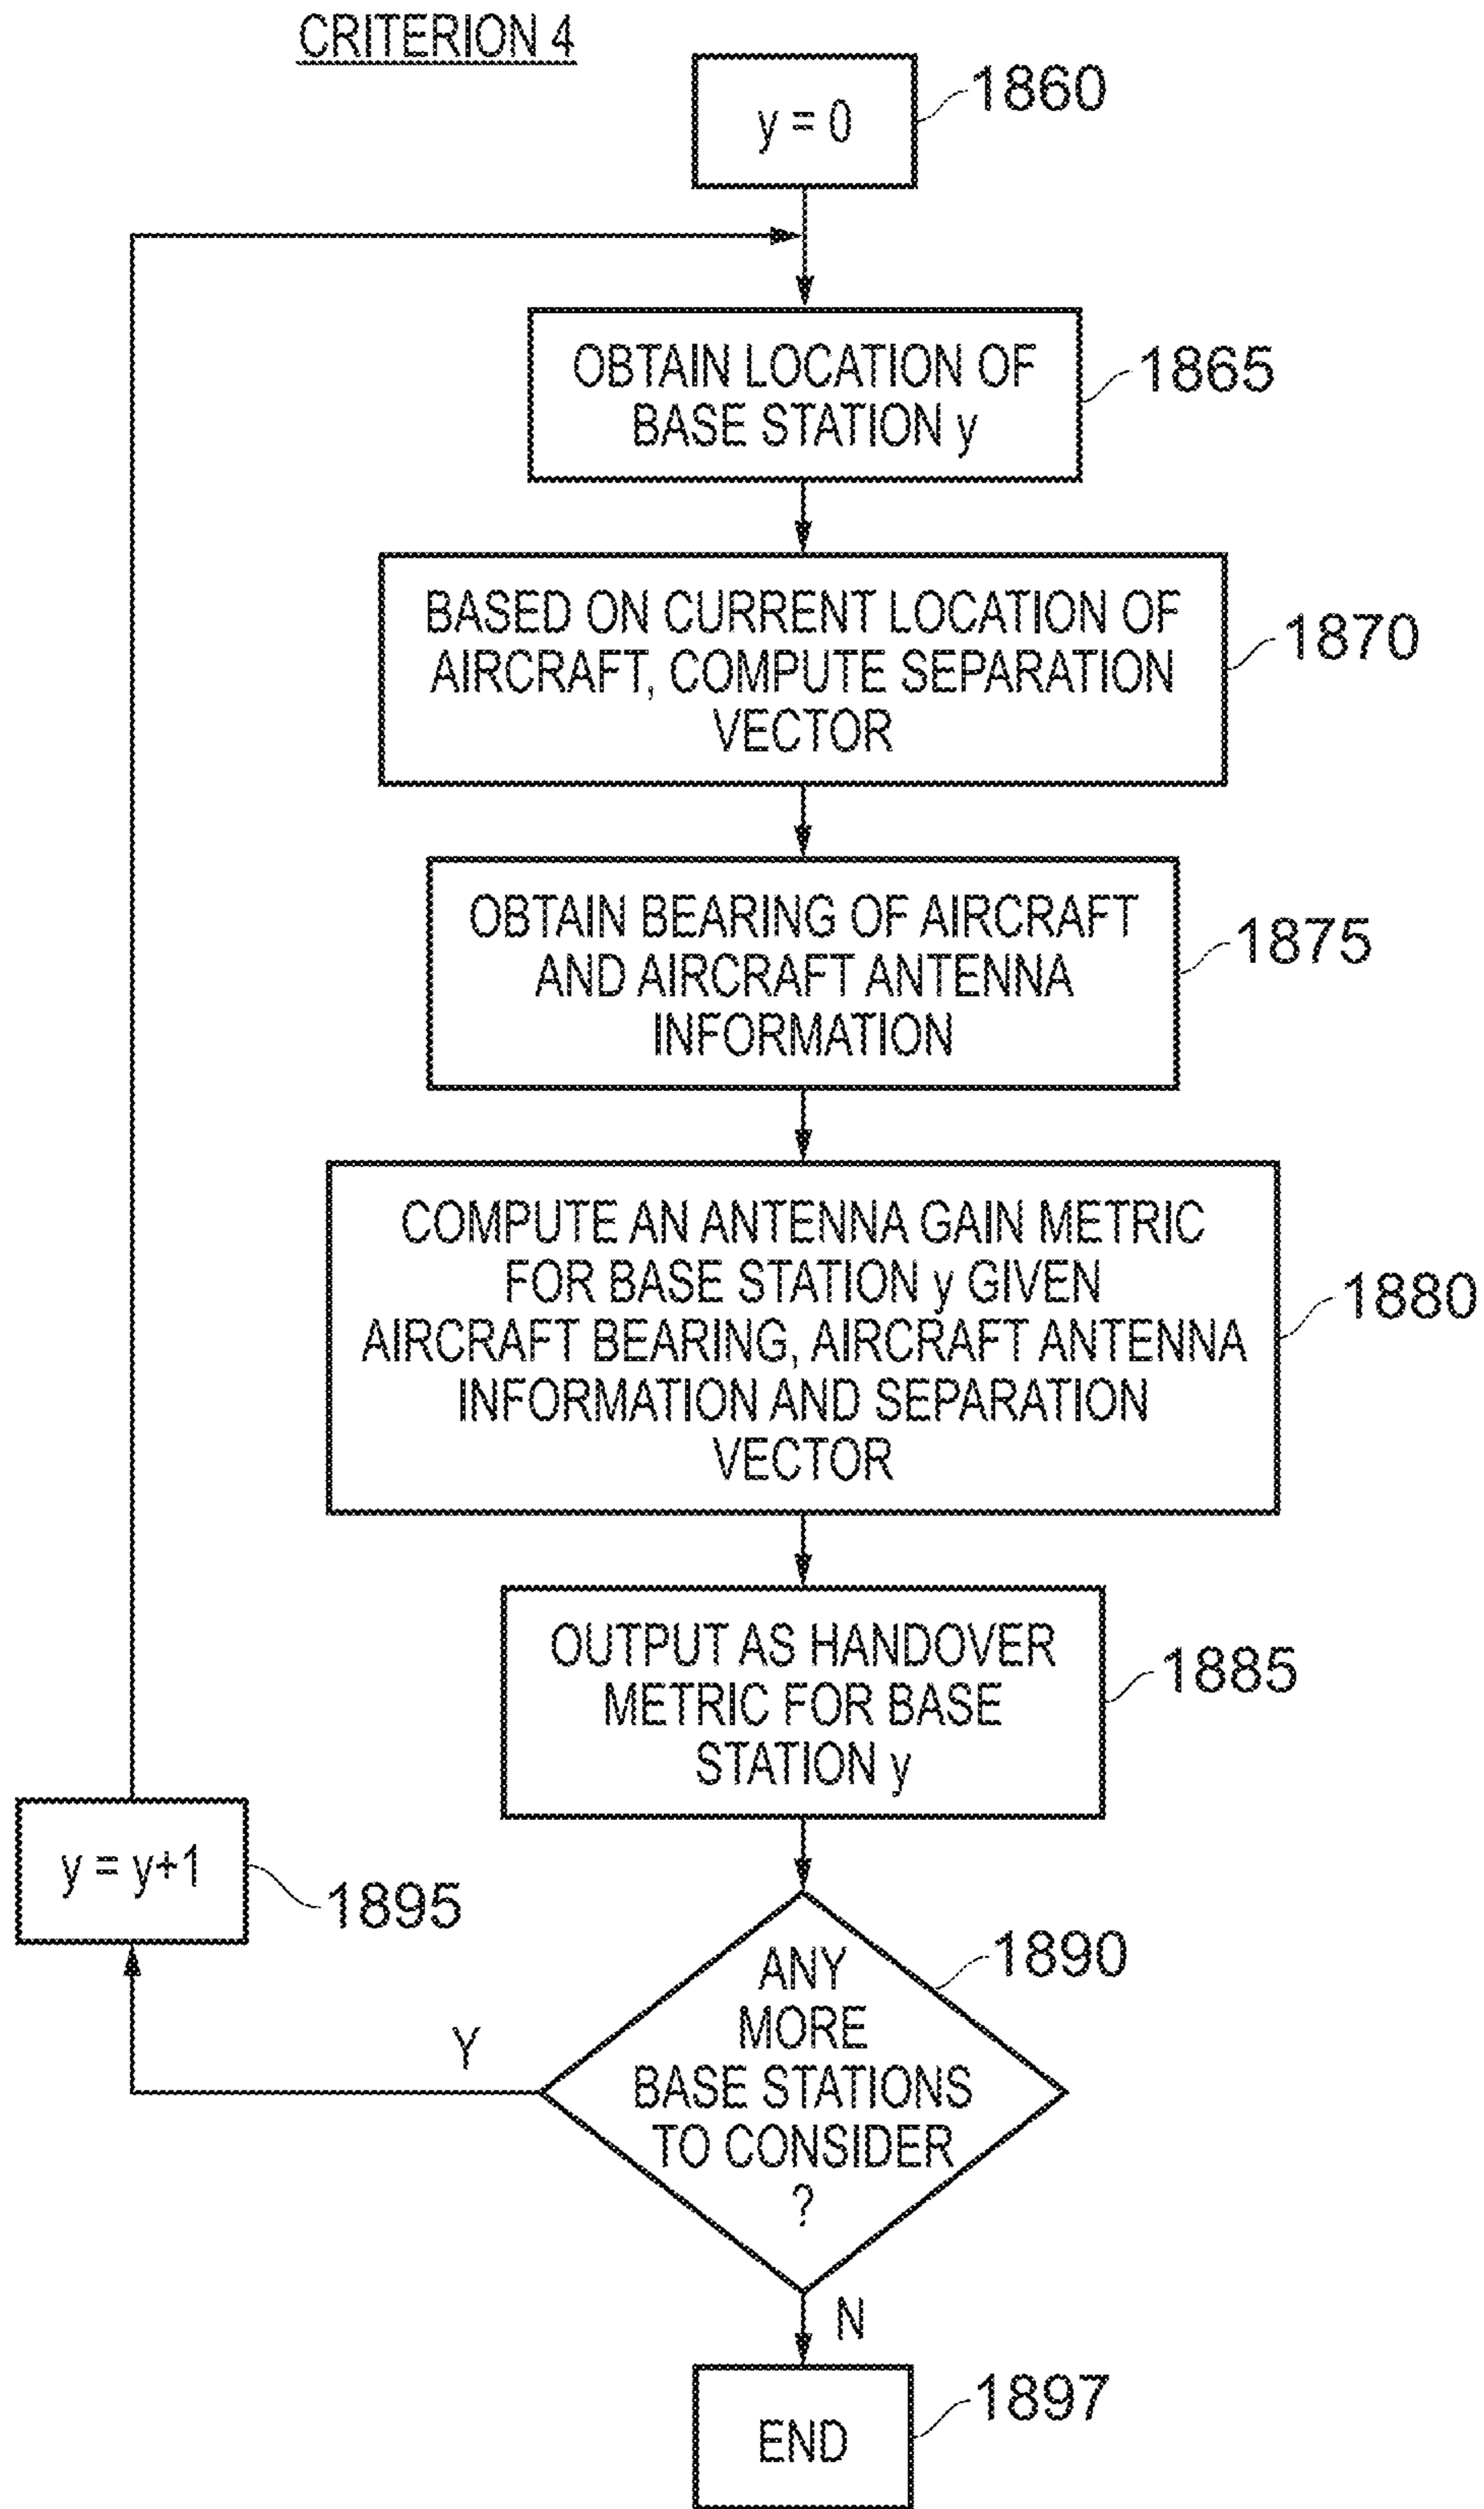 CRITERION 4
y = 0
1860
OBTAIN LOCATION OF
BASE STATION y
1865
BASED ON CURRENT LOCATION OF
AIRCRAFT, COMPUTE SEPARATION
VECTOR
1870
OBTAIN BEARING OF AIRCRAFT
AND AIRCRAFT ANTENNA
INFORMATION
1875
COMPUTE AN ANTENNA GAIN METRIC
FOR BASE STATION y GIVEN
AIRCRAFT BEARING, AIRCRAFT ANTENNA
INFORMATION AND SEPARATION
VECTOR
1880
OUTPUT AS HANDOVER
METRIC FOR BASE
STATION y
1885
y = y+1
1895
ANY
MORE
BASE STATIONS
TO CONSIDER
?
1890
Y
N
END
1897